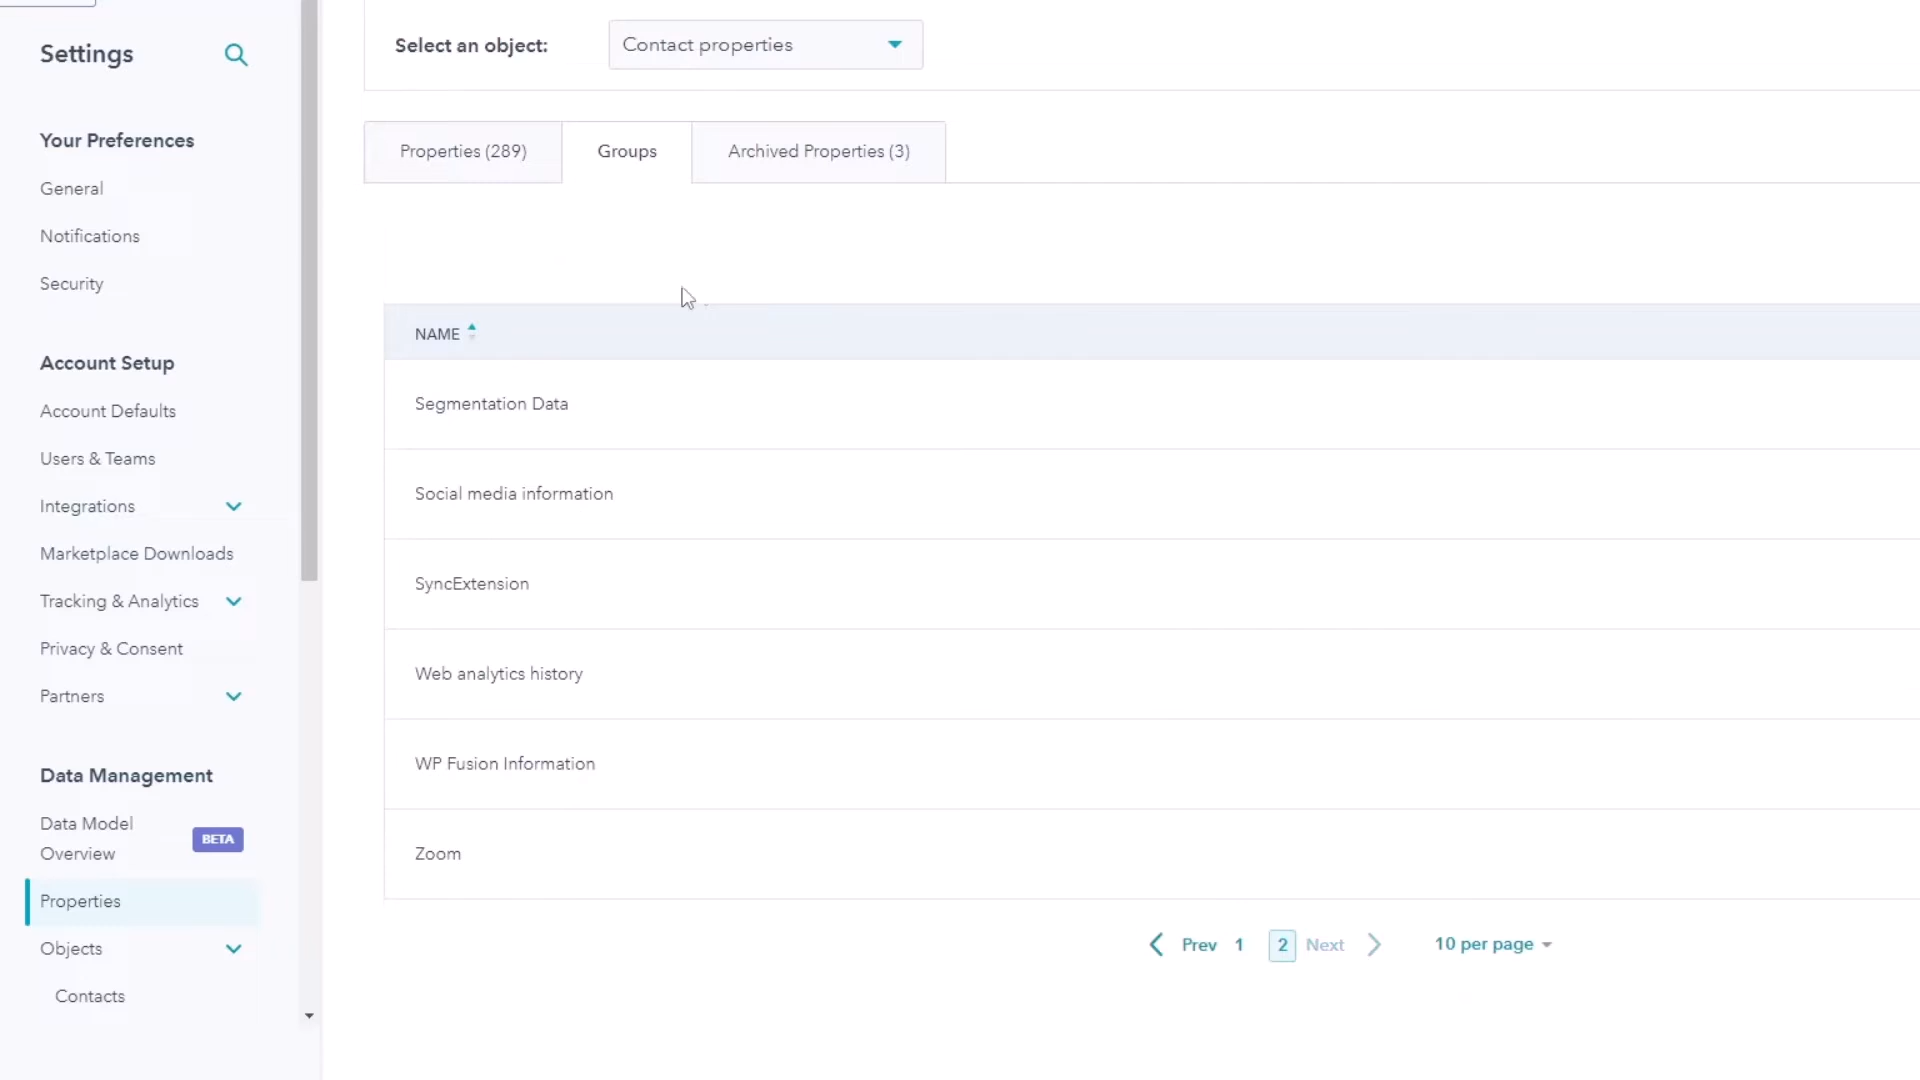 Settings
Select an object:
Contact properties
Your Preferences
General
Notifications
Security
Account Setup
Account Defaults
Users & Teams
Integrations
Marketplace Downloads
Tracking & Analytics
Privacy & Consent
Partners
Data Management
Data Model
Overview
BETA
Properties
Objects
Contacts
Properties (289)
Groups
Archived Properties (3)
NAME
Segmentation Data
Social media information
SyncExtension
Web analytics history
WP Fusion Information
Zoom
Prev 1 2 Next 10 per page